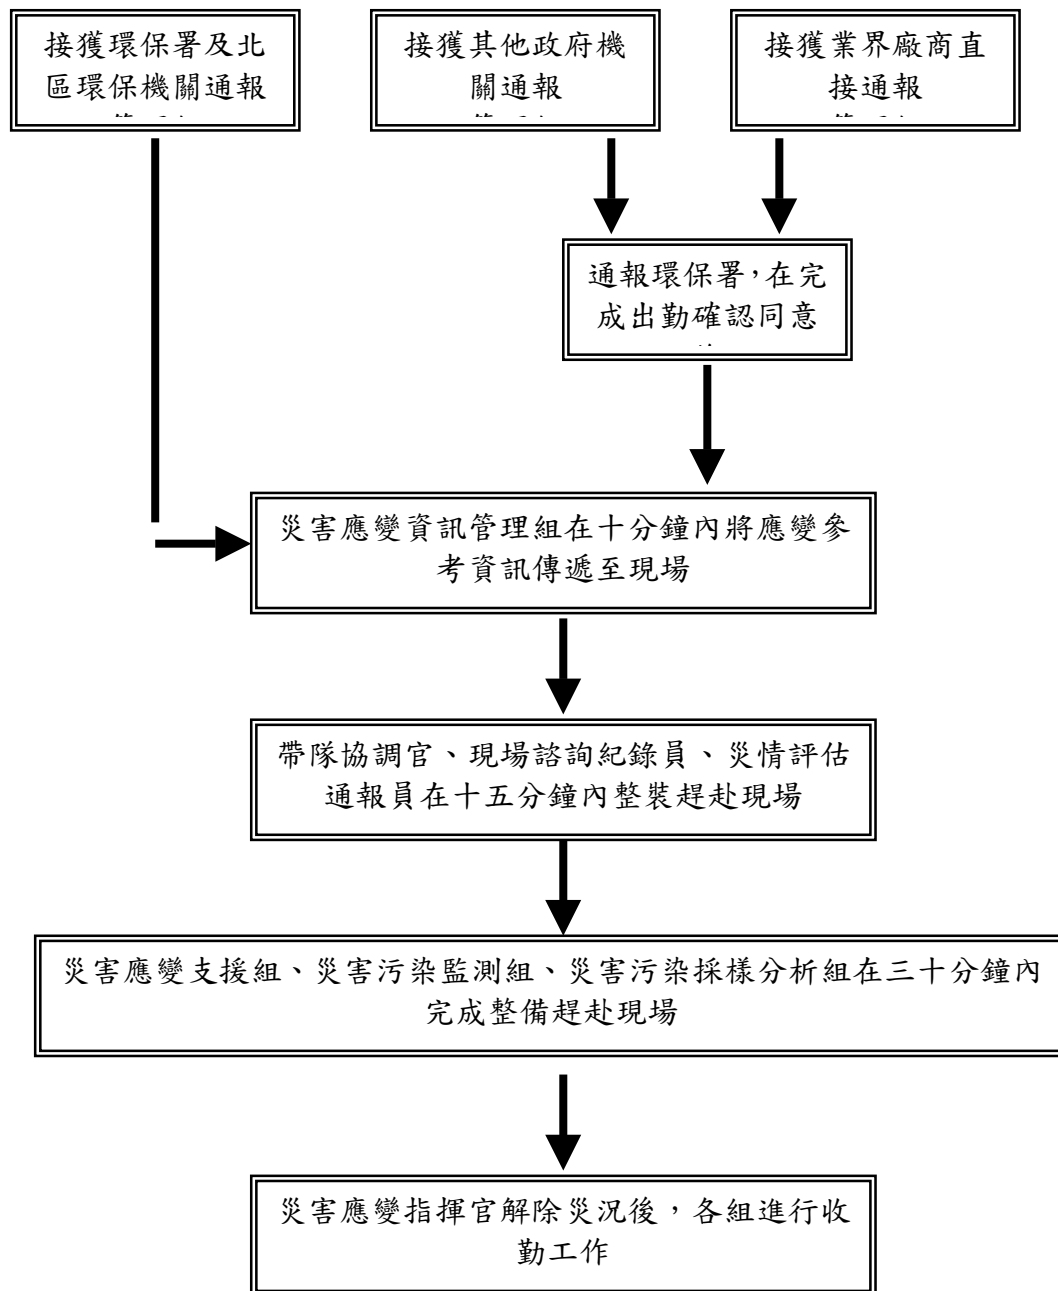 接獲環保署及北
區環保機關通報
接獲其他政府機
關通報
接獲業界廠商直
接通報
通報環保署，在完
成出勤確認同意
災害應變資訊管理組在十分鐘內將應變參
考資訊傳遞至現場
帶隊協調官、現場諮詢紀錄員、災情評估
通報員在十五分鐘內整裝趕赴現場
災害應變支援組、災害污染監測組、災害污染採樣分析組在三十分鐘內
完成整備趕赴現場
災害應變指揮官解除災況後，各組進行收
勤工作